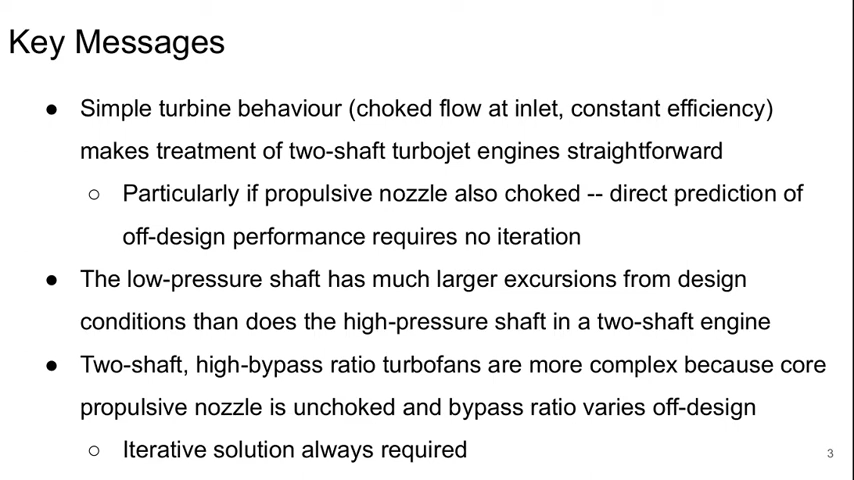 Key Messages
● Simple turbine behaviour (choked flow at inlet, constant efficiency)
makes treatment of two-shaft turbojet engines straightforward
○ Particularly if propulsive nozzle also choked -- direct prediction of
off-design performance requires no iteration
● The low-pressure shaft has much larger excursions from design
conditions than does the high-pressure shaft in a two-shaft engine
● Two-shaft, high-bypass ratio turbofans are more complex because core
propulsive nozzle is unchoked and bypass ratio varies off-design
○ Iterative solution always required
3